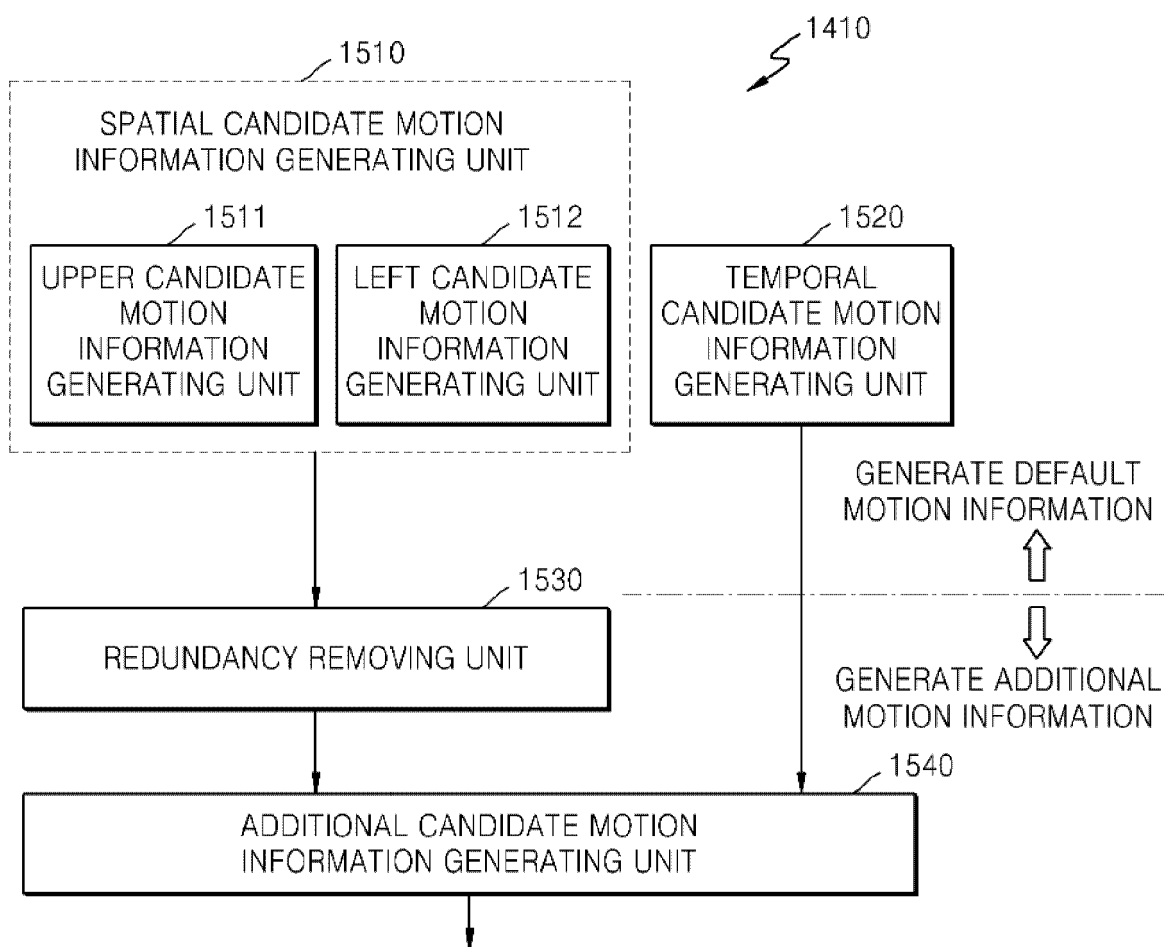 1410
1510
SPATIAL CANDIDATE MOTION
INFORMATION GENERATING UNIT
1511
1512
1520
UPPER CANDIDATE
MOTION
INFORMATION
GENERATING UNIT
LEFT CANDIDATE
MOTION
INFORMATION
GENERATING UNIT
TEMPORAL
CANDIDATE MOTION
INFORMATION
GENERATING UNIT
GENERATE DEFAULT
MOTION INFORMATION
1530
REDUNDANCY REMOVING UNIT
GENERATE ADDITIONAL
MOTION INFORMATION
1540
ADDITIONAL CANDIDATE MOTION
INFORMATION GENERATING UNIT